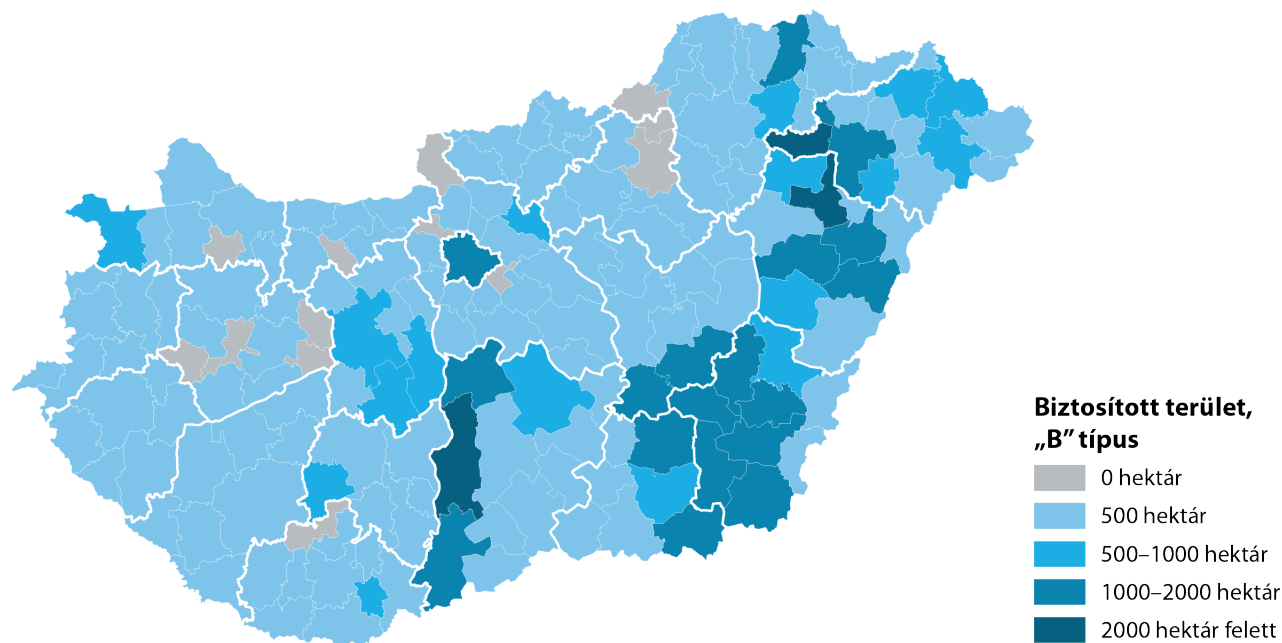 Biztosított terület,
„B” típus
0 hektár
500 hektár
500–1000 hektár
1000–2000 hektár
2000 hektár felett